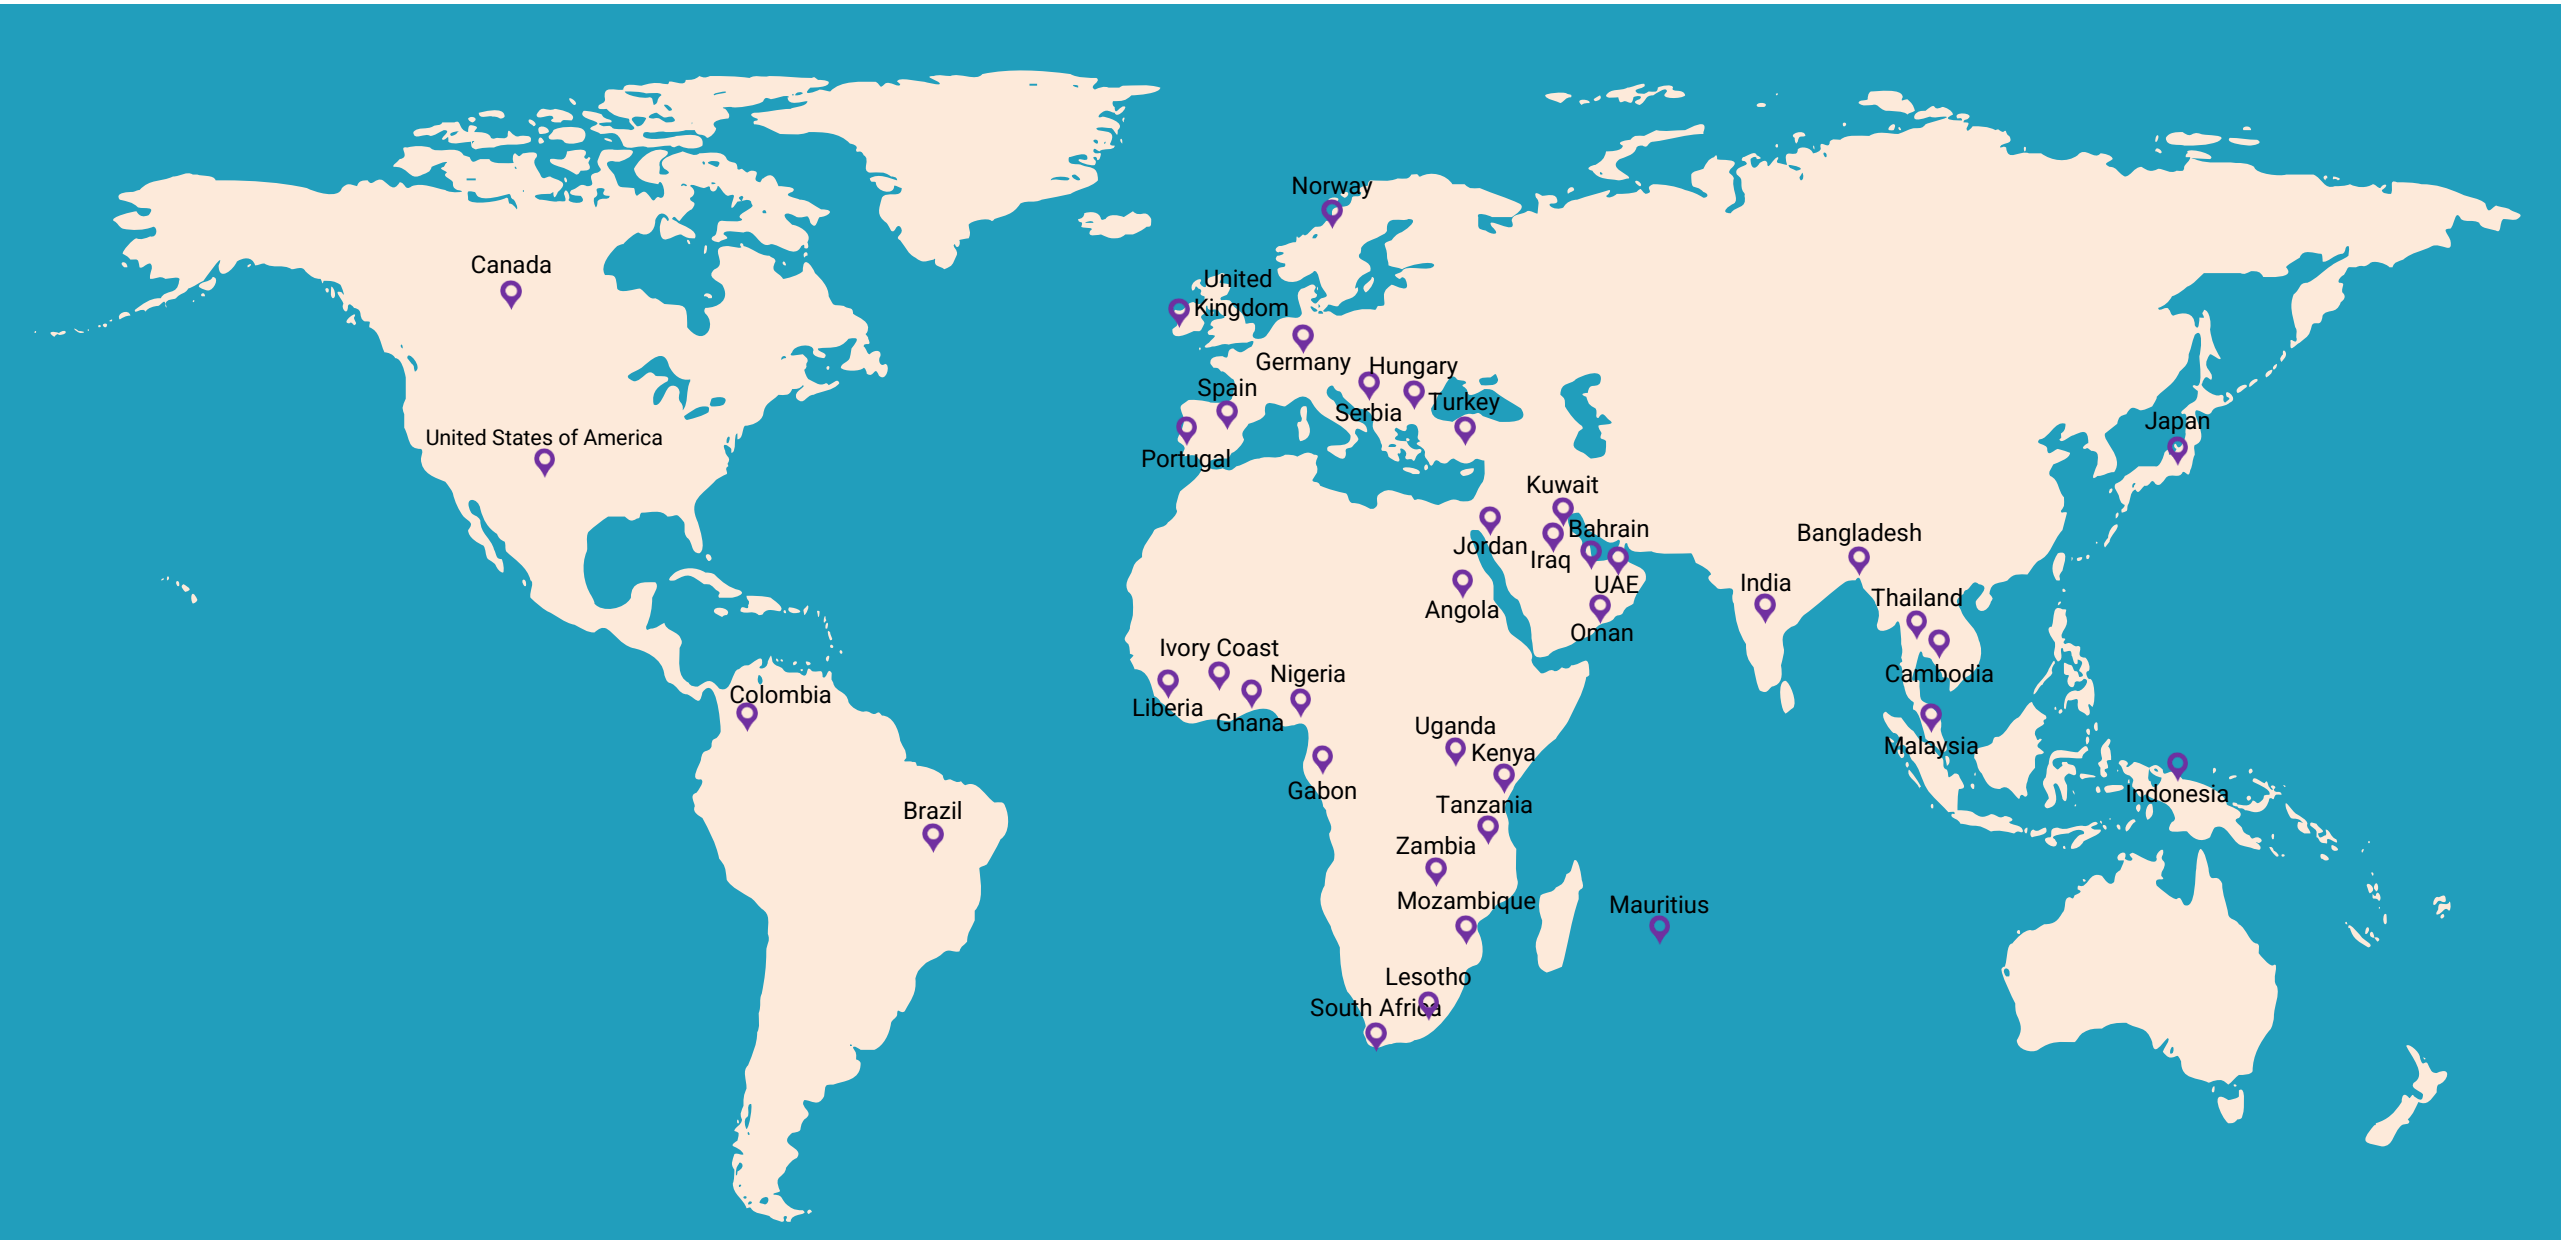 Norway
Canada
United
Kingdom
Germany
Hungary
Spain
Turkey
Serbia
Japan
United States of America
Portugal
Kuwait
Bahrain
Bangladesh
Jordan
Iraq
India
UAE
Thailand
Angola
Oman
Ivory Coast
Nigeria
Cambodia
Colombia
Liberia
Ghana
Uganda
Malaysia
Kenya
Gabon
Indonesia
Tanzania
Brazil
Zambia
Mozambique
Mauritius
Lesotho
South Africa